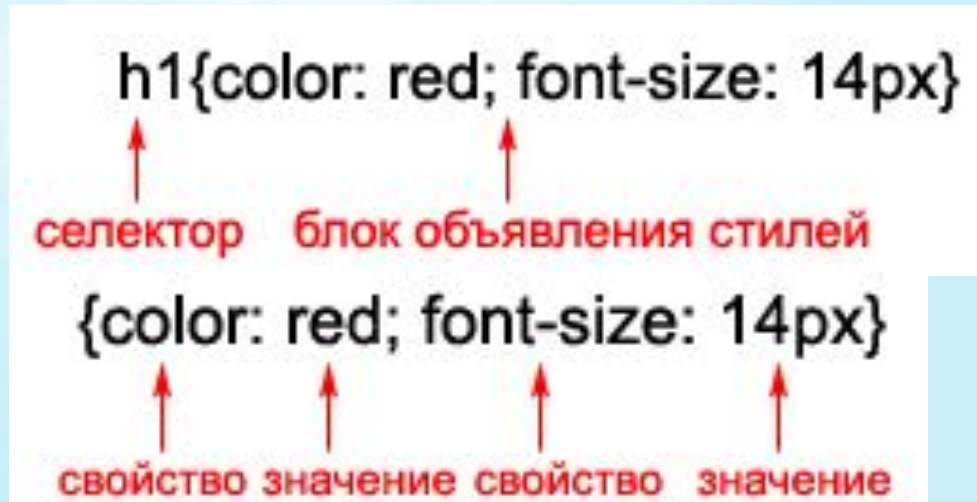 h1{color: red; font-size: 14px}
селектор блок объявления стилей
{color: red; font-size: 14px}
свойство значение свойство значение